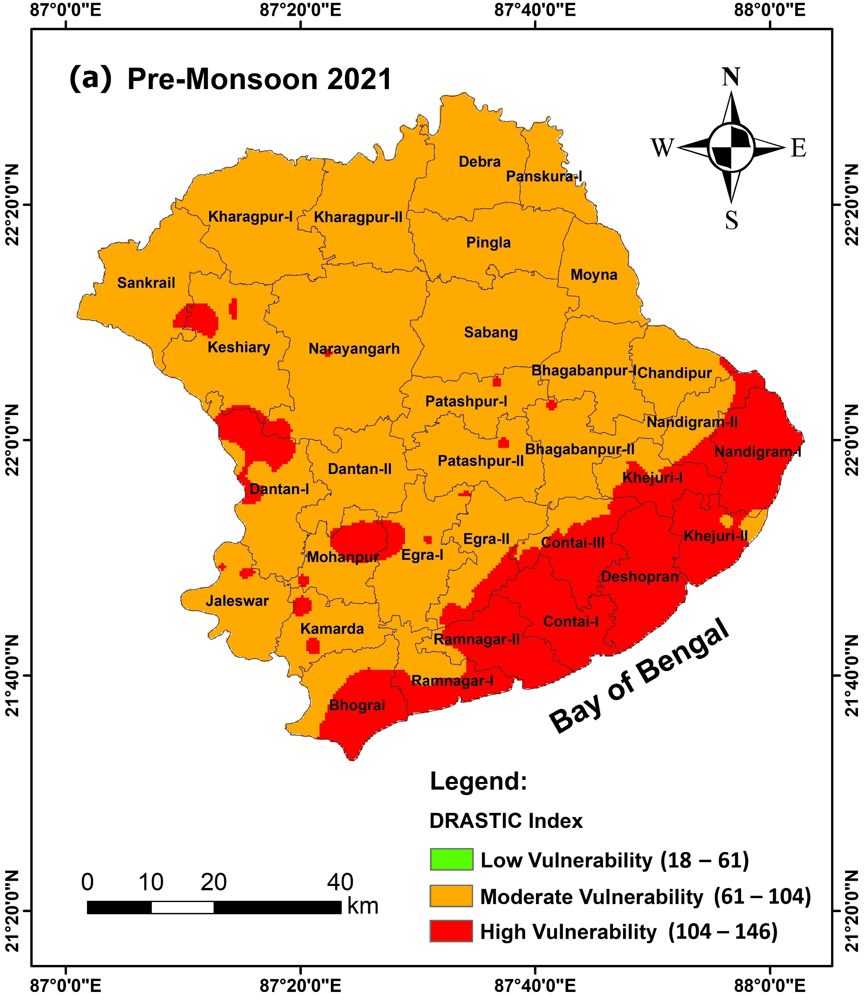 87°0'0"E 87°20'0"E 87°40'0"E 88°0'0"E
(a) Pre-Monsoon 2021
N
W E
S
22°20'0"N 22°20'0"N
22°0'0"N 22°0'0"N
21°40'0"N 21°40'0"N
21°20'0"N 21°20'0"N
Debra
Panskura-I
Kharagpur-I Kharagpur-II
Pingla
Moyna
Sankrail
Sabang
Keshiary Narayangarh
Bhagabanpur-I Chandipur
Patashpur-I
Nandigram-II
Bhagabanpur-II Nandigram-I
Patashpur-II
Dantan-II
Khejuri-I
Dantan-I
Khejuri-II
Egra-II
Contai-III
Mohanpur Egra-I
Deshopran
Jaleswar
Contai-I
Kamarda
Ramnagar-II
Ramnagar-I
Bhograi
Bay of Bengal
Legend:
DRASTIC Index
Low Vulnerability (18 – 61)
Moderate Vulnerability (61 – 104)
High Vulnerability (104 – 146)
0 10 20 40
km
87°0'0"E 87°20'0"E 87°40'0"E 88°0'0"E